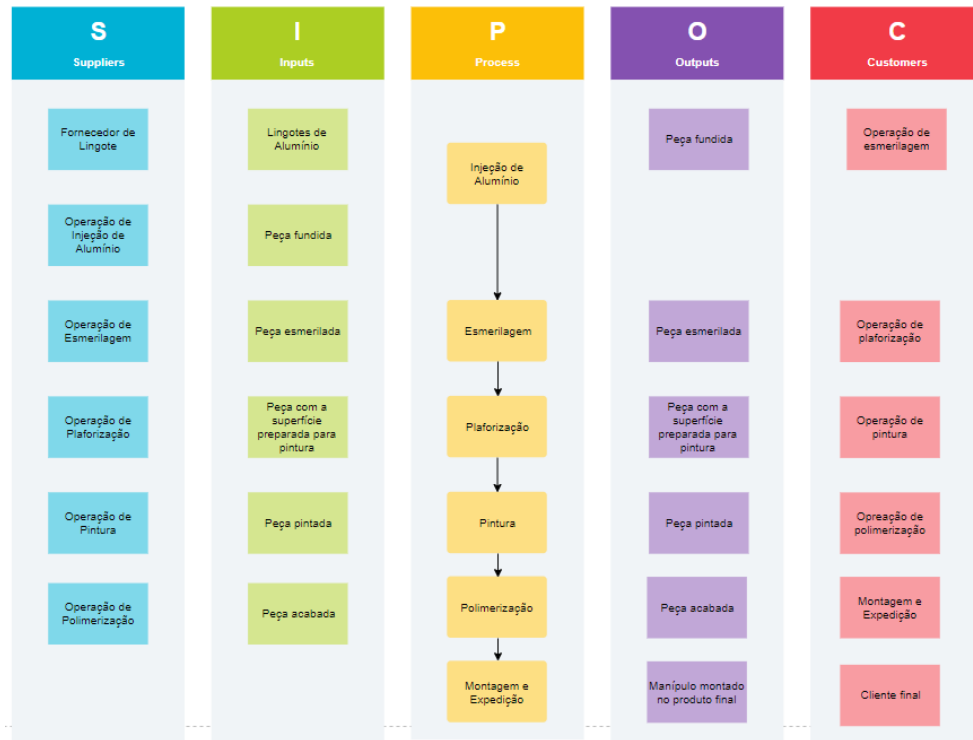 S
Suppliers
I
Inputs
P
Process
O
Outputs
C
Customers
Fornecedor de
Lingote
Operação de
Injeção de
Alumínio
Operação de
Esmerilagem
Operação de
Plaforização
Operação de
Pintura
Operação de
Polimerização
Lingotes de
Alumínio
Peça fundida
Peça esmerilada
Peça com a
superfície
preparada para
pintura
Peça pintada
Peça acabada
Injeção de
Alumínio
Esmerilagem
Plaforização
Pintura
Polimerização
Montagem e
Expedição
Peça fundida
Peça esmerilada
Peça com a
superfície
preparada para
pintura
Peça pintada
Peça acabada
Manípulo montado
no produto final
Operação de
esmerilagem
Operação de
plaforização
Operação de
pintura
Opreação de
polimerização
Montagem e
Expedição
Cliente final